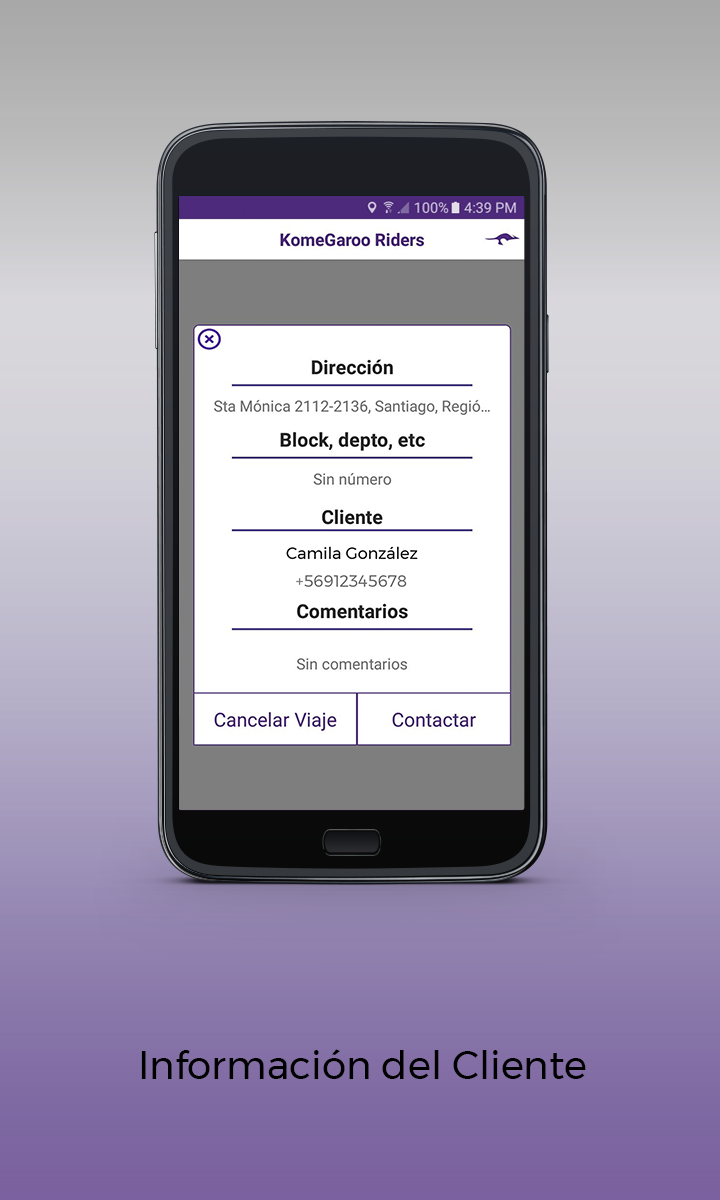 100% 4:39 PM
KomeGaroo Riders
Dirección
Sta Mónica 2112-2136, Santiago, Regió...
Block, depto, etc
Sin número
Cliente
Camila González
+56912345678
Comentarios
Sin comentarios
Cancelar Viaje
Contactar
Información del Cliente